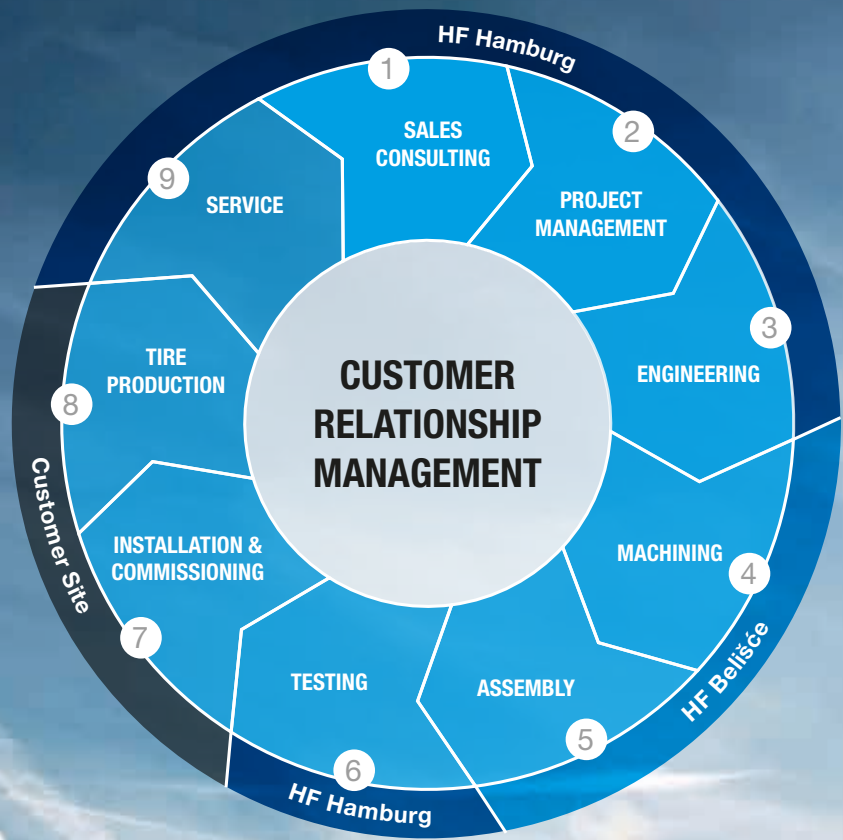 HF Hamburg
1
SALES
CONSULTING
2
PROJECT
MANAGEMENT
3
ENGINEERING
4
MACHINING
HF Belišće
5
ASSEMBLY
6
TESTING
HF Hamburg
7
INSTALLATION &
COMMISSIONING
Customer Site
8
TIRE
PRODUCTION
9
SERVICE
CUSTOMER
RELATIONSHIP
MANAGEMENT